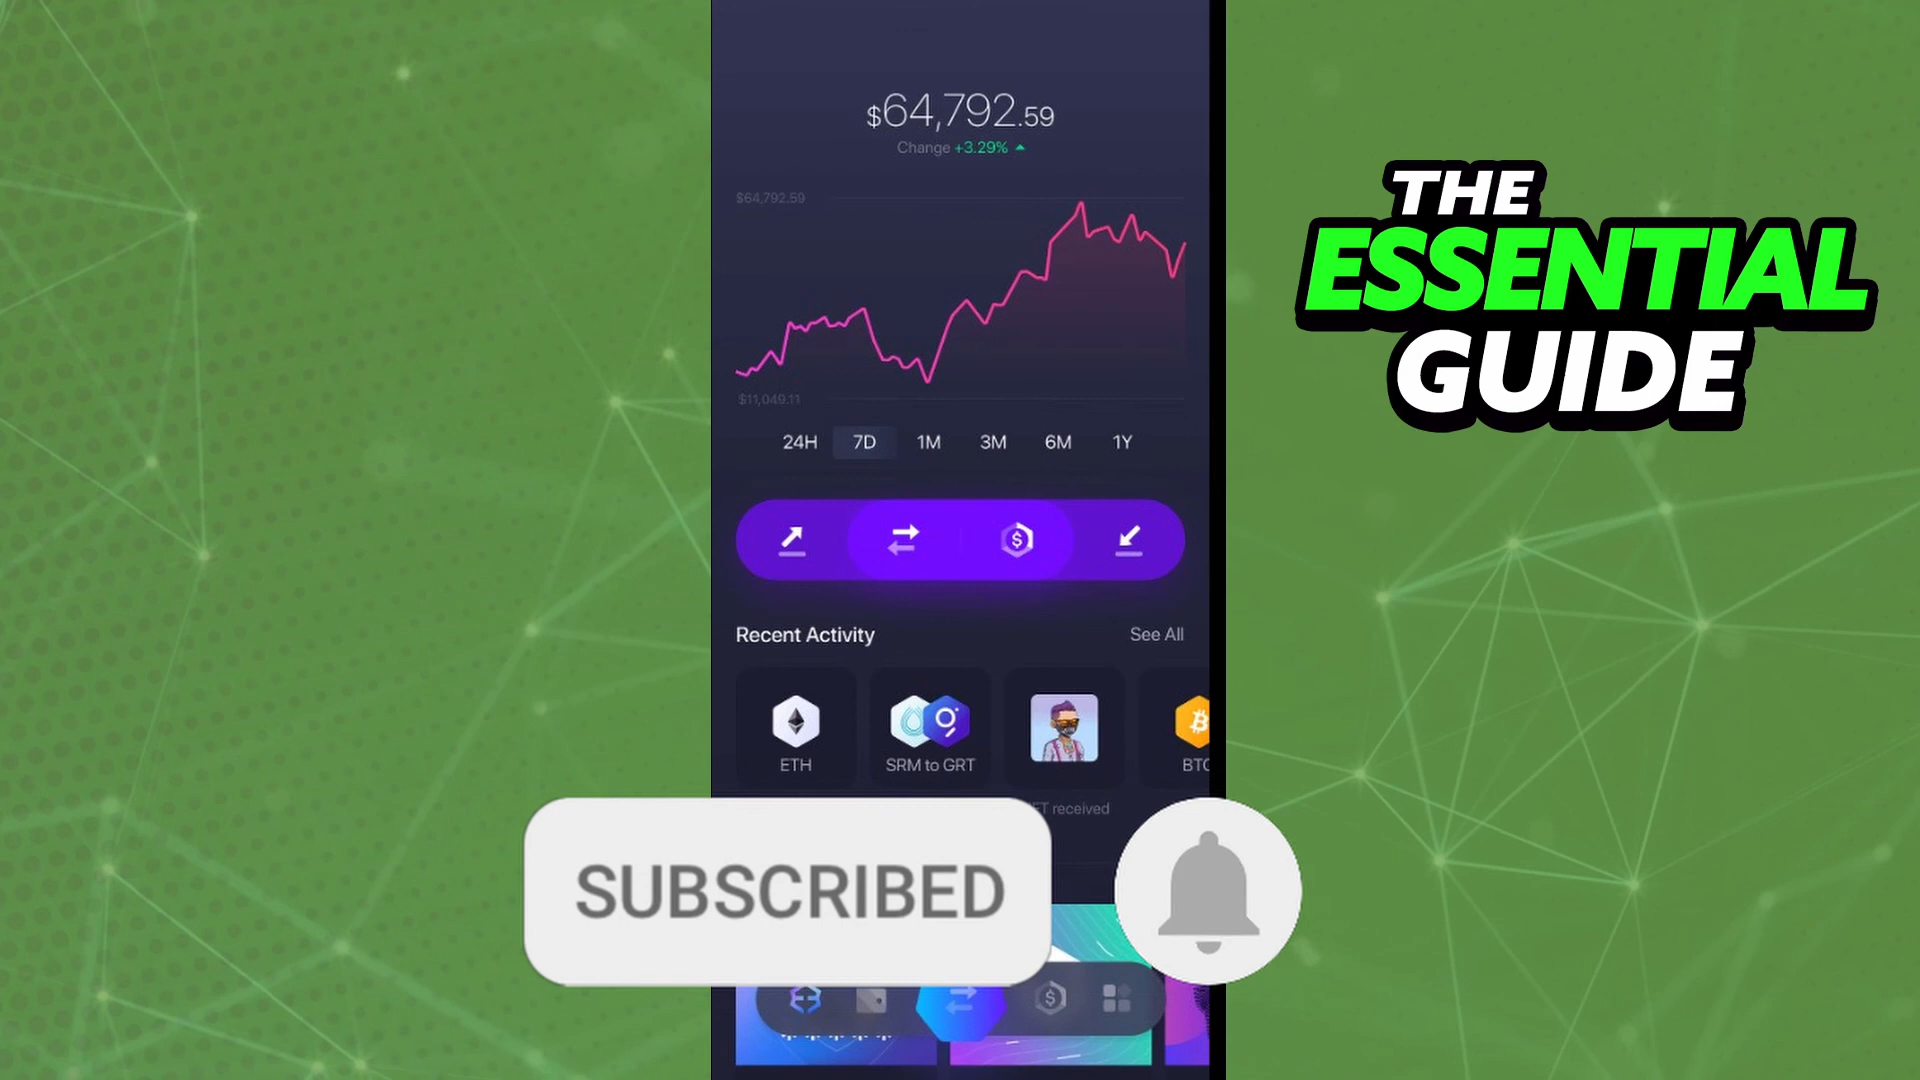 $64,792.59
Change +3.29%
$64,792.59
$11,049.11
24H 7D 1M 3M 6M 1Y
Recent Activity See All
ETH SRM to GRT
received
SUBSCRIBED
THE
ESSENTIAL
GUIDE